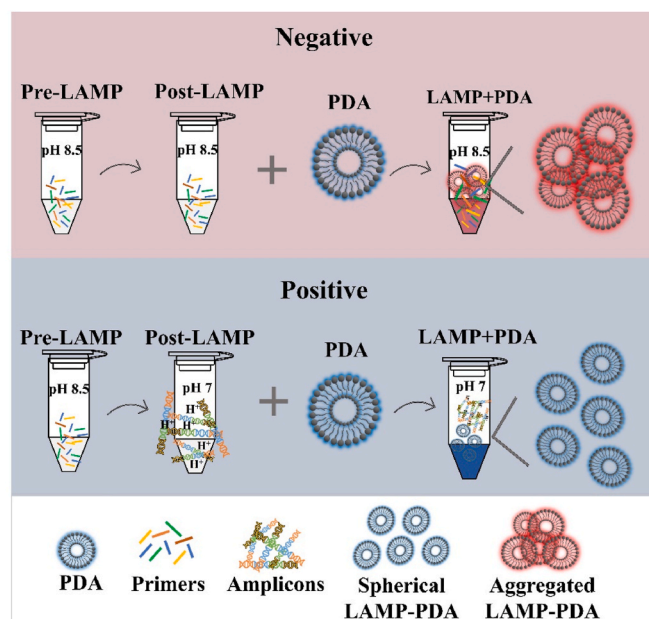 Negative
Pre-LAMP
Post-LAMP
PDA
LAMP+PDA
pH 8.5
pH 8.5
pH 8.5
Positive
Pre-LAMP
Post-LAMP
PDA
LAMP+PDA
pH 8.5
pH 7
pH 7
H⁺
H⁺
H
H⁺
H⁺
PDA
Primers
Amplicons
Spherical
LAMP-PDA
Aggregated
LAMP-PDA